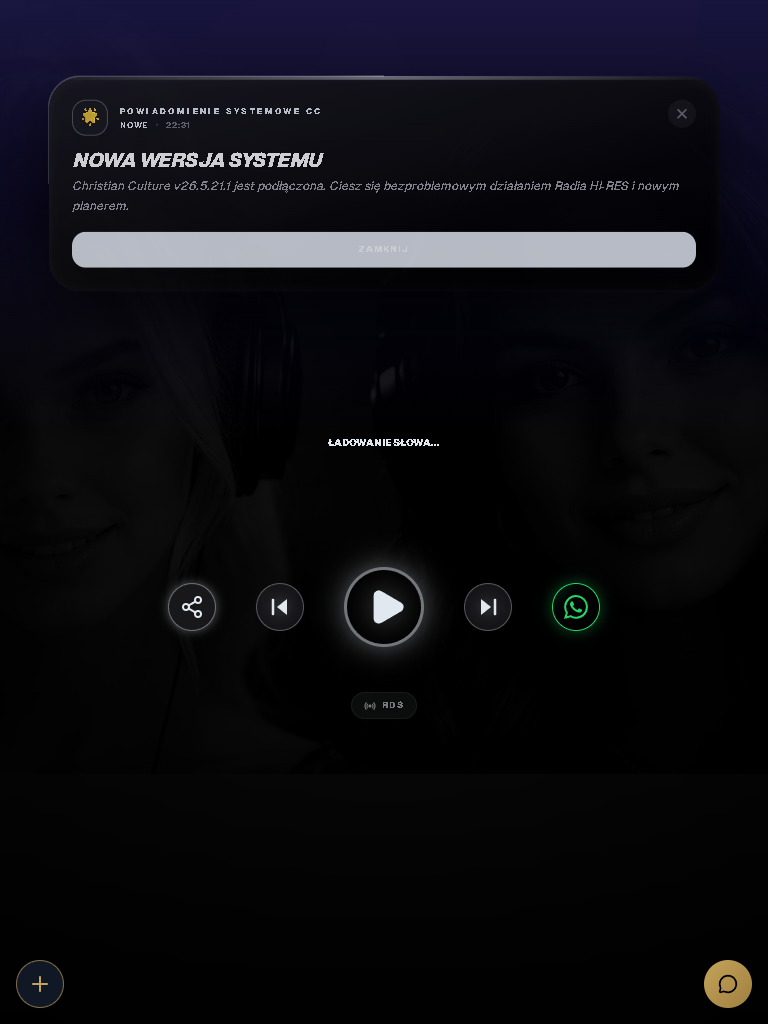 POWIADOMIENIE SYSTEMOWE CC
NOWE · 22:31
NOWA WERSJA SYSTEMU
Christian Culture v26.5.21.1 jest podłączona. Ciesz się bezproblemowym działaniem Radia HI-RES i nowym
planerem.
ZAMKNIJ
ŁADOWANIE SŁOWA...
RDS